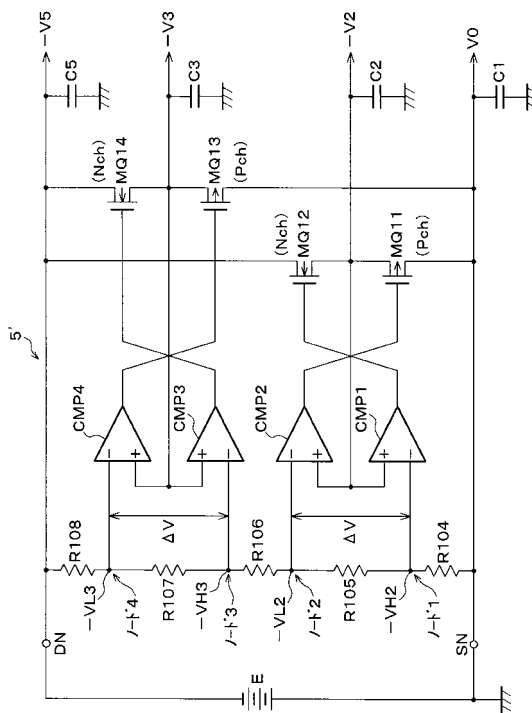 5'
DN
E
SN
R108
-VL3
ノード4
R107
-VH3
ノード3
R106
-VL2
ノード2
R105
-VH2
ノード1
R104
ΔV
ΔV
CMP4
CMP3
CMP2
CMP1
(Nch)
MQ14
MQ13
(Pch)
(Nch)
MQ12
MQ11
(Pch)
C5
C3
C2
C1
-V5
-V3
-V2
V0
-
+
+
-
-
+
+
-